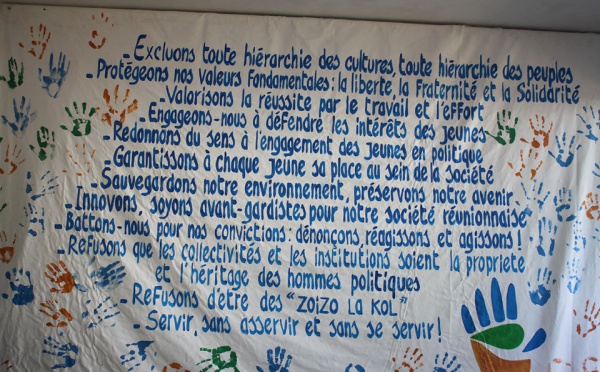 - Excluons toute hiérarchie des cultures, toute hiérarchie des peuples
- Protégeons nos valeurs fondamentales : la liberté, la Fraternité et la Solidarité
- Valorisons la réussite par le travail et l'effort
- Engageons-nous à défendre les intérêts des jeunes
- Redonnons du sens à l'engagement des jeunes en politique
- Garantissons à chaque jeune sa place au sein de la société
- Sauvegardons notre environnement, préservons notre avenir
- Innovons, soyons avant-gardistes pour notre société réunionnaise
- Battons-nous pour nos convictions : dénonçons, réagissons et agissons !
- Refusons que les collectivités et les institutions soient la propriété
et l'héritage des hommes politiques
- Refusons d'être des "ZOIZO LA KOL"
- Servir, sans asservir et sans se servir !